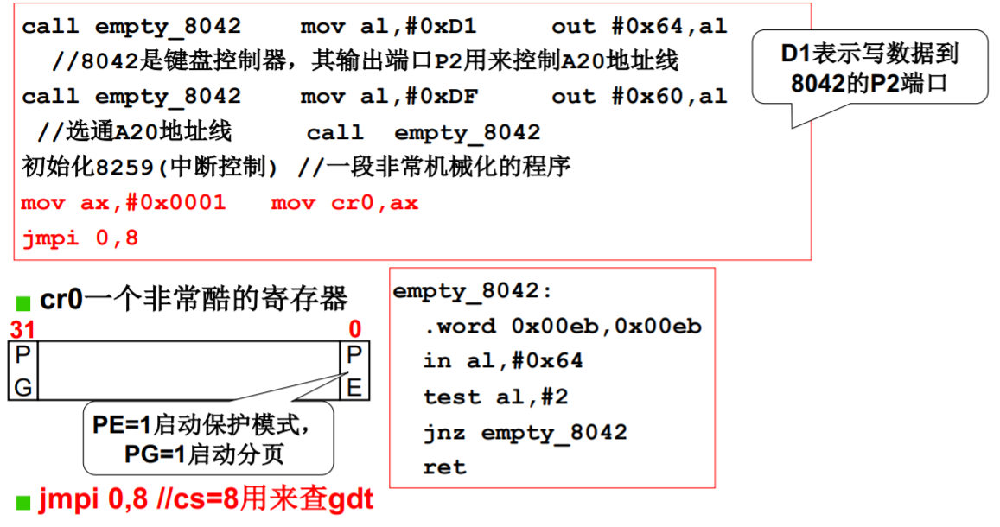 call empty_8042 mov al,#0xD1 out #0x64,al
//8042是键盘控制器，其输出端口P2用来控制A20地址线
call empty_8042 mov al,#0xDF out #0x60,al
//选通A20地址线 call empty_8042
初始化8259(中断控制) //一段非常机械化的程序
mov ax,#0x0001 mov cr0,ax
jmpi 0,8
D1表示写数据到
8042的P2端口
cr0一个非常酷的寄存器
31 0
P P
G E
PE=1启动保护模式，
PG=1启动分页
empty_8042:
.word 0x00eb,0x00eb
in al,#0x64
test al,#2
jnz empty_8042
ret
jmpi 0,8 //cs=8用来查gdt